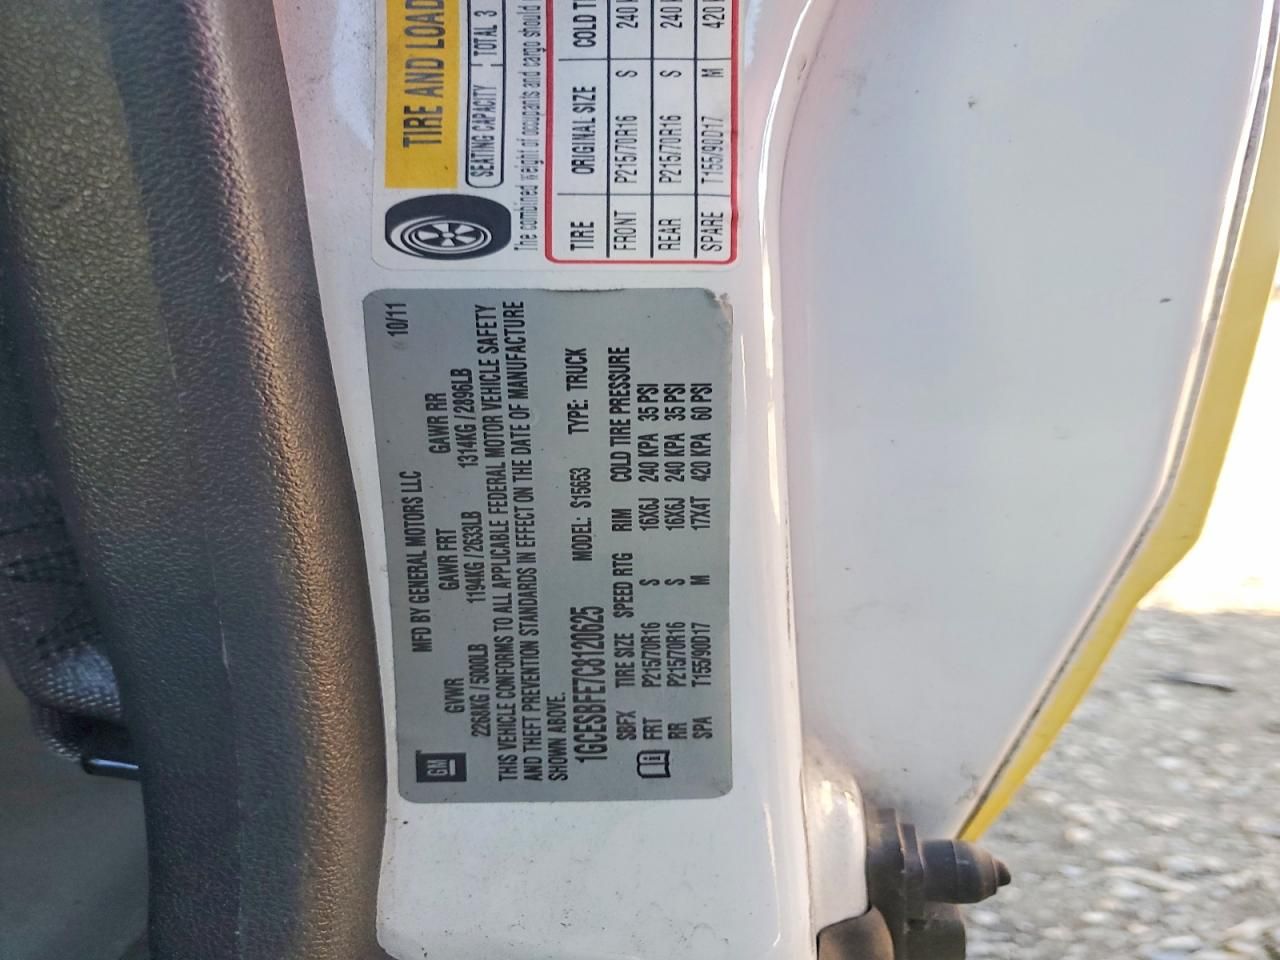 TIRE AND LOAD
SEATING CAPACITY : TOTAL 3
The combined weight of occupants and cargo should
TIRE ORIGINAL SIZE COLD
FRONT P215/70R16 S 240
REAR P215/70R16 S 240
SPARE T155/90D17 M 420
10/11
GM
MFD BY GENERAL MOTORS LLC
GVWR GAWR FRT GAWR RR
2268KG / 5000LB 1194KG / 2633LB 1314KG / 2896LB
THIS VEHICLE CONFORMS TO ALL APPLICABLE FEDERAL MOTOR VEHICLE SAFETY
AND THEFT PREVENTION STANDARDS IN EFFECT ON THE DATE OF MANUFACTURE
SHOWN ABOVE.
1GCESBFE7C8120625 MODEL: S15653 TYPE: TRUCK
SBFX TIRE SIZE SPEED RTG RIM COLD TIRE PRESSURE
FRT P215/70R16 S 16X6J 240 KPA 35 PSI
RR P215/70R16 S 16X6J 240 KPA 35 PSI
SPA T155/90D17 M 17X4T 420 KPA 60 PSI